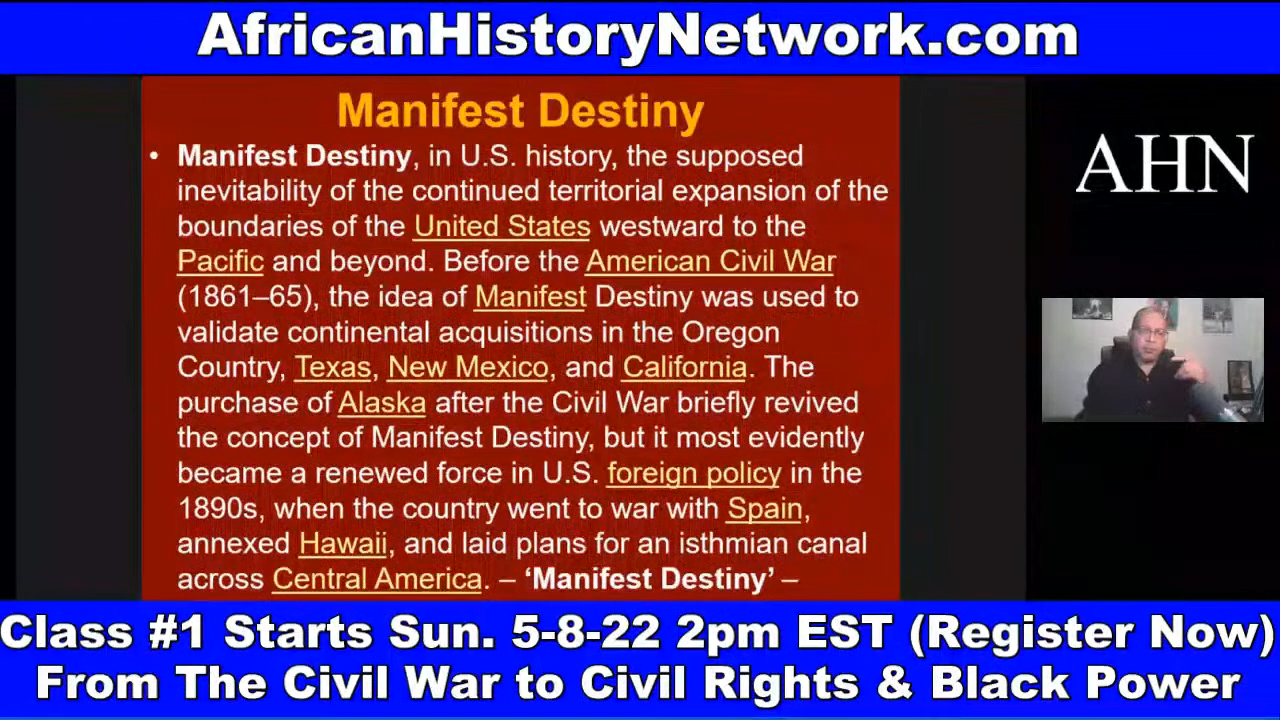 AfricanHistoryNetwork.com
Manifest Destiny
• Manifest Destiny, in U.S. history, the supposed
inevitability of the continued territorial expansion of the
boundaries of the United States westward to the
Pacific and beyond. Before the American Civil War
(1861–65), the idea of Manifest Destiny was used to
validate continental acquisitions in the Oregon
Country, Texas, New Mexico, and California. The
purchase of Alaska after the Civil War briefly revived
the concept of Manifest Destiny, but it most evidently
became a renewed force in U.S. foreign policy in the
1890s, when the country went to war with Spain,
annexed Hawaii, and laid plans for an isthmian canal
across Central America. – ‘Manifest Destiny’ –
AHN
Class #1 Starts Sun. 5-8-22 2pm EST (Register Now)
From The Civil War to Civil Rights & Black Power